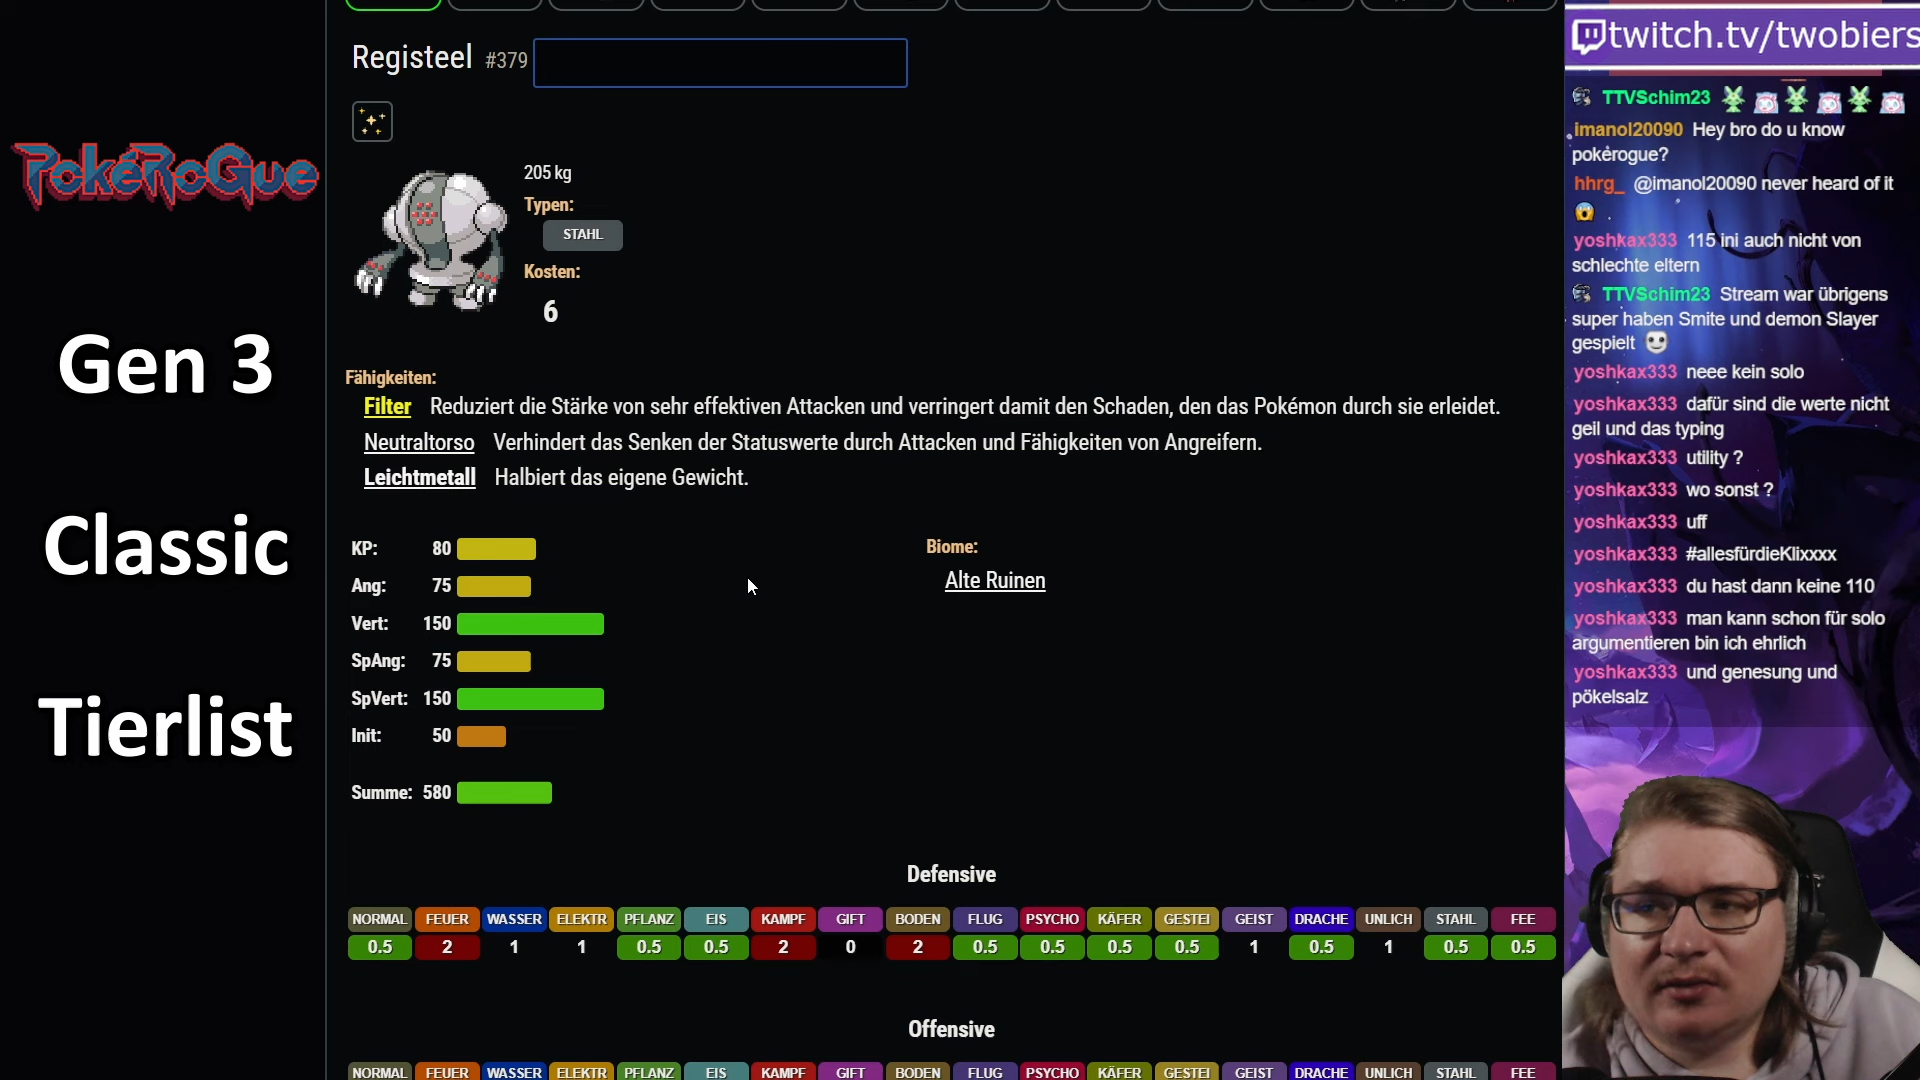 Registeel #379
205 kg
Typen:
STAHL
Kosten:
6
Fähigkeiten:
Filter Reduziert die Stärke von sehr effektiven Attacken und verringert damit den Schaden, den das Pokémon durch sie erleidet.
Neutraltorso Verhindert das Senken der Statuswerte durch Attacken und Fähigkeiten von Angreifern.
Leichtmetall Halbiert das eigene Gewicht.
KP: 80
Ang: 75
Vert: 150
SpAng: 75
SpVert: 150
Init: 50
Summe: 580
Biome:
Alte Ruinen
Defensive
NORMAL FEUER WASSER ELEKTR PFLANZ EIS KAMPF GIFT BODEN FLUG PSYCHO KÄFER GESTEI GEIST DRACHE UNLICH STAHL FEE
0.5 2 1 1 0.5 0.5 2 0 2 0.5 0.5 0.5 0.5 1 0.5 1 0.5 0.5
Offensive
NORMAL FEUER WASSER ELEKTR PFLANZ EIS KAMPF GIFT BODEN FLUG PSYCHO KÄFER GESTEI GEIST DRACHE UNLICH STAHL FEE
PokéRoGue
Gen 3
Classic
Tierlist
twitch.tv/twobiers
TTVSchim23
imanol20090 Hey bro do u know
pokérogue?
hhrg_ @imanol20090 never heard of it
yoshkax333 115 ini auch nicht von
schlechte eltern
TTVSchim23 Stream war übrigens
super haben Smite und demon Slayer
gespielt
yoshkax333 neee kein solo
yoshkax333 dafür sind die werte nicht
geil und das typing
yoshkax333 utility ?
yoshkax333 wo sonst ?
yoshkax333 uff
yoshkax333 #allesfürdieKlixxxx
yoshkax333 du hast dann keine 110
yoshkax333 man kann schon für solo
argumentieren bin ich ehrlich
yoshkax333 und genesung und
pökelsalz